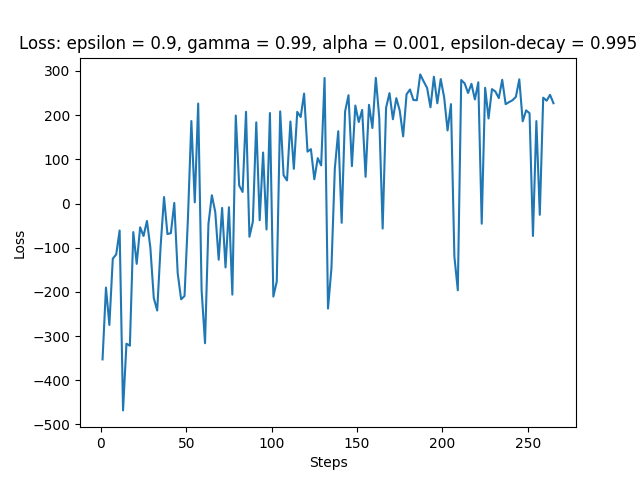 Loss: epsilon = 0.9, gamma = 0.99, alpha = 0.001, epsilon-decay = 0.995
300
200
100
0
−100
−200
−300
−400
−500
Loss
0 50 100 150 200 250
Steps